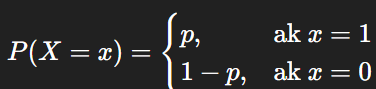 P(X = x) = { p, ak x = 1
1 − p, ak x = 0